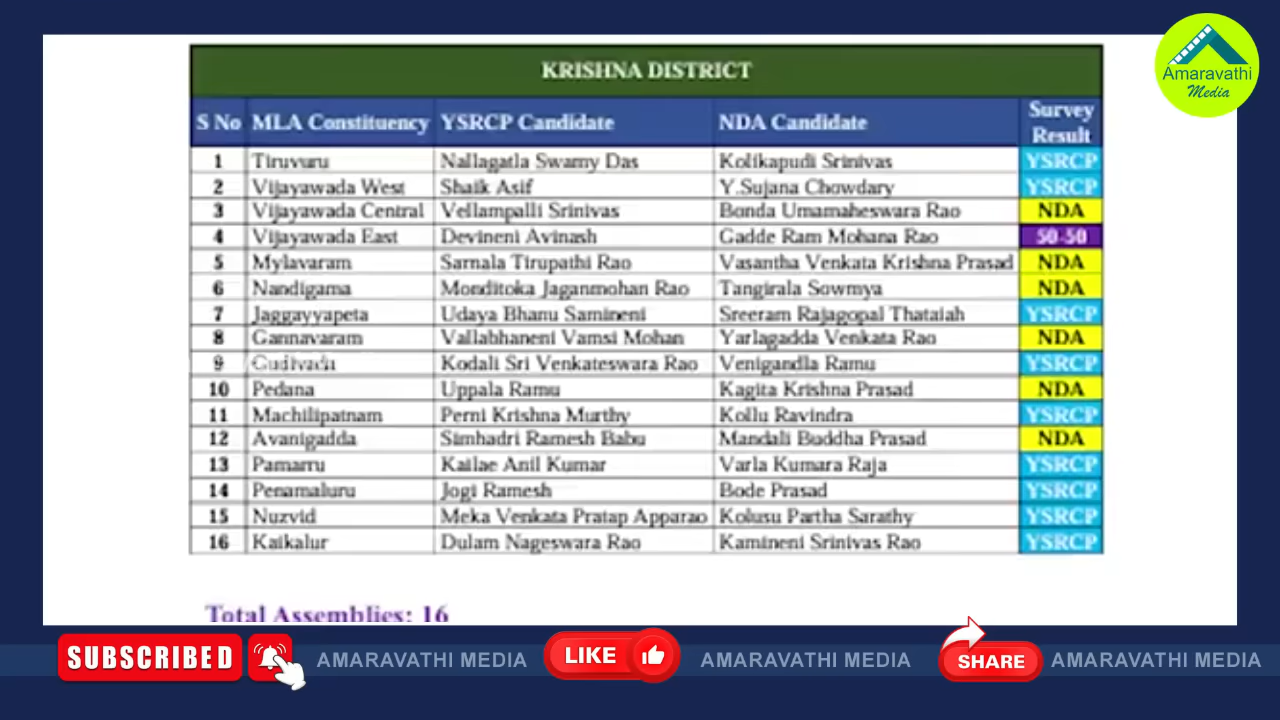 Amaravathi
Media
KRISHNA DISTRICT
S No MLA Constituency YSRCP Candidate NDA Candidate Survey Result
1 Tiruvuru Nallagatla Swamy Das Kolikapudi Srinivas YSRCP
2 Vijayawada West Shaik Asif Y.Sujana Chowdary YSRCP
3 Vijayawada Central Vellampalli Srinivas Bonda Umamaheswara Rao NDA
4 Vijayawada East Devineni Avinash Gadde Ram Mohana Rao 50-50
5 Mylavaram Sarnala Tirupathi Rao Vasantha Venkata Krishna Prasad NDA
6 Nandigama Monditoka Jaganmohan Rao Tangirala Sowmya NDA
7 Jaggayyapeta Udaya Bhanu Samineni Sreeram Rajagopal Thataiah YSRCP
8 Gannavaram Vallabhaneni Vamsi Mohan Yarlagadda Venkata Rao NDA
9 Gudivada Kodali Sri Venkateswara Rao Venigandla Ramu YSRCP
10 Pedana Uppala Ramu Kagita Krishna Prasad NDA
11 Machilipatnam Perni Krishna Murthy Kollu Ravindra YSRCP
12 Avanigadda Simhadri Ramesh Babu Mandali Buddha Prasad NDA
13 Pamarru Kailae Anil Kumar Varla Kumara Raja YSRCP
14 Penamaluru Jogi Ramesh Bode Prasad YSRCP
15 Nuzvid Meka Venkata Pratap Apparao Kolusu Partha Sarathy YSRCP
16 Kaikalur Dulam Nageswara Rao Kamineni Srinivas Rao YSRCP
Total Assemblies: 16
SUBSCRIBED AMARAVATHI MEDIA LIKE AMARAVATHI MEDIA SHARE AMARAVATHI MEDIA